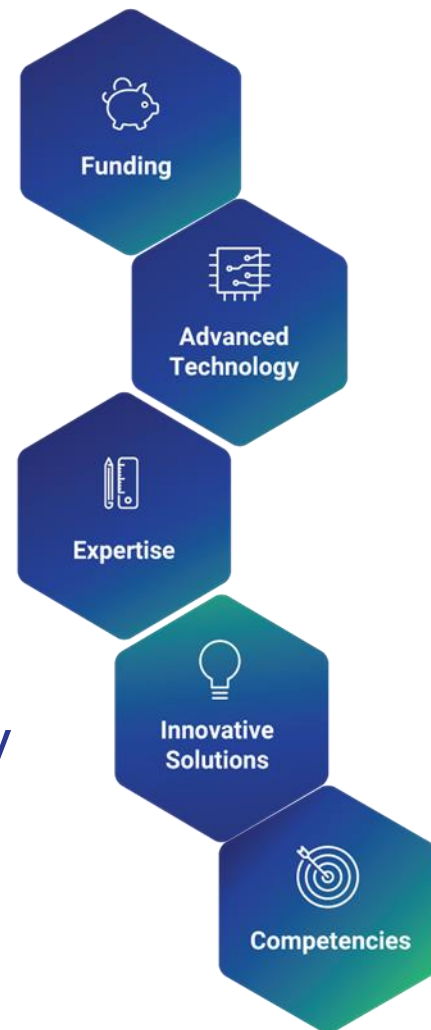 Funding
Advanced
Technology
Expertise
Innovative
Solutions
y
Competencies